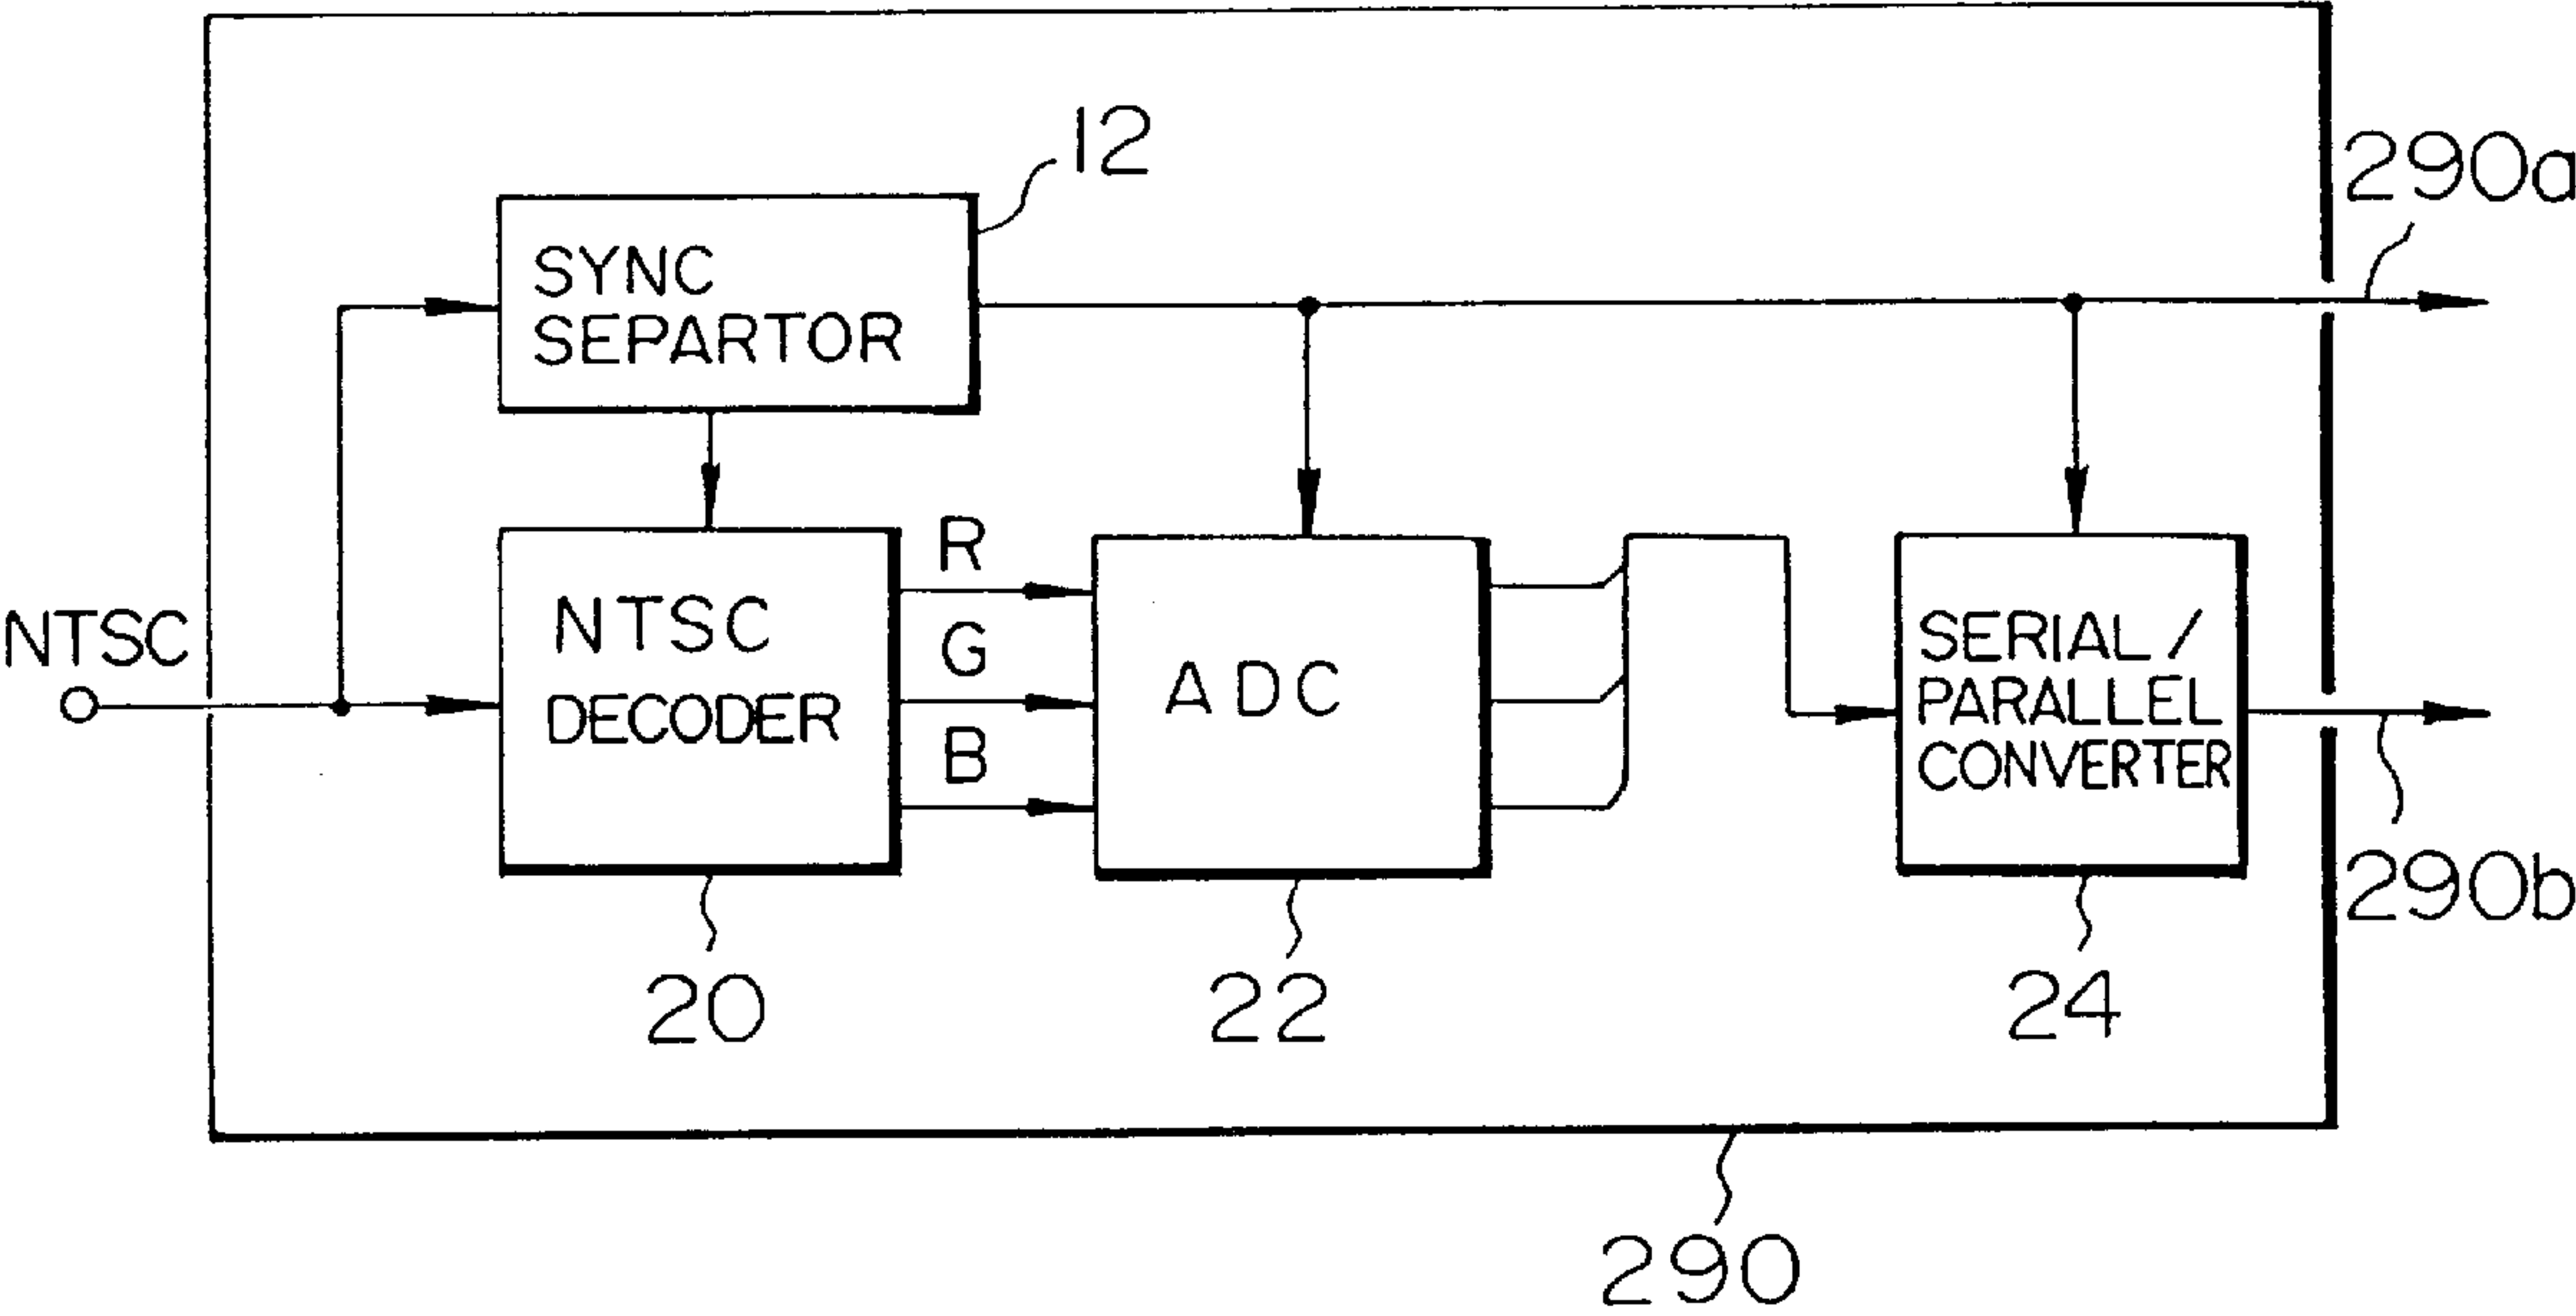 12
290a
SYNC
SEPARTOR
NTSC
NTSC
DECODER
R
G
B
ADC
SERIAL/
PARALLEL
CONVERTER
290b
20
22
24
290